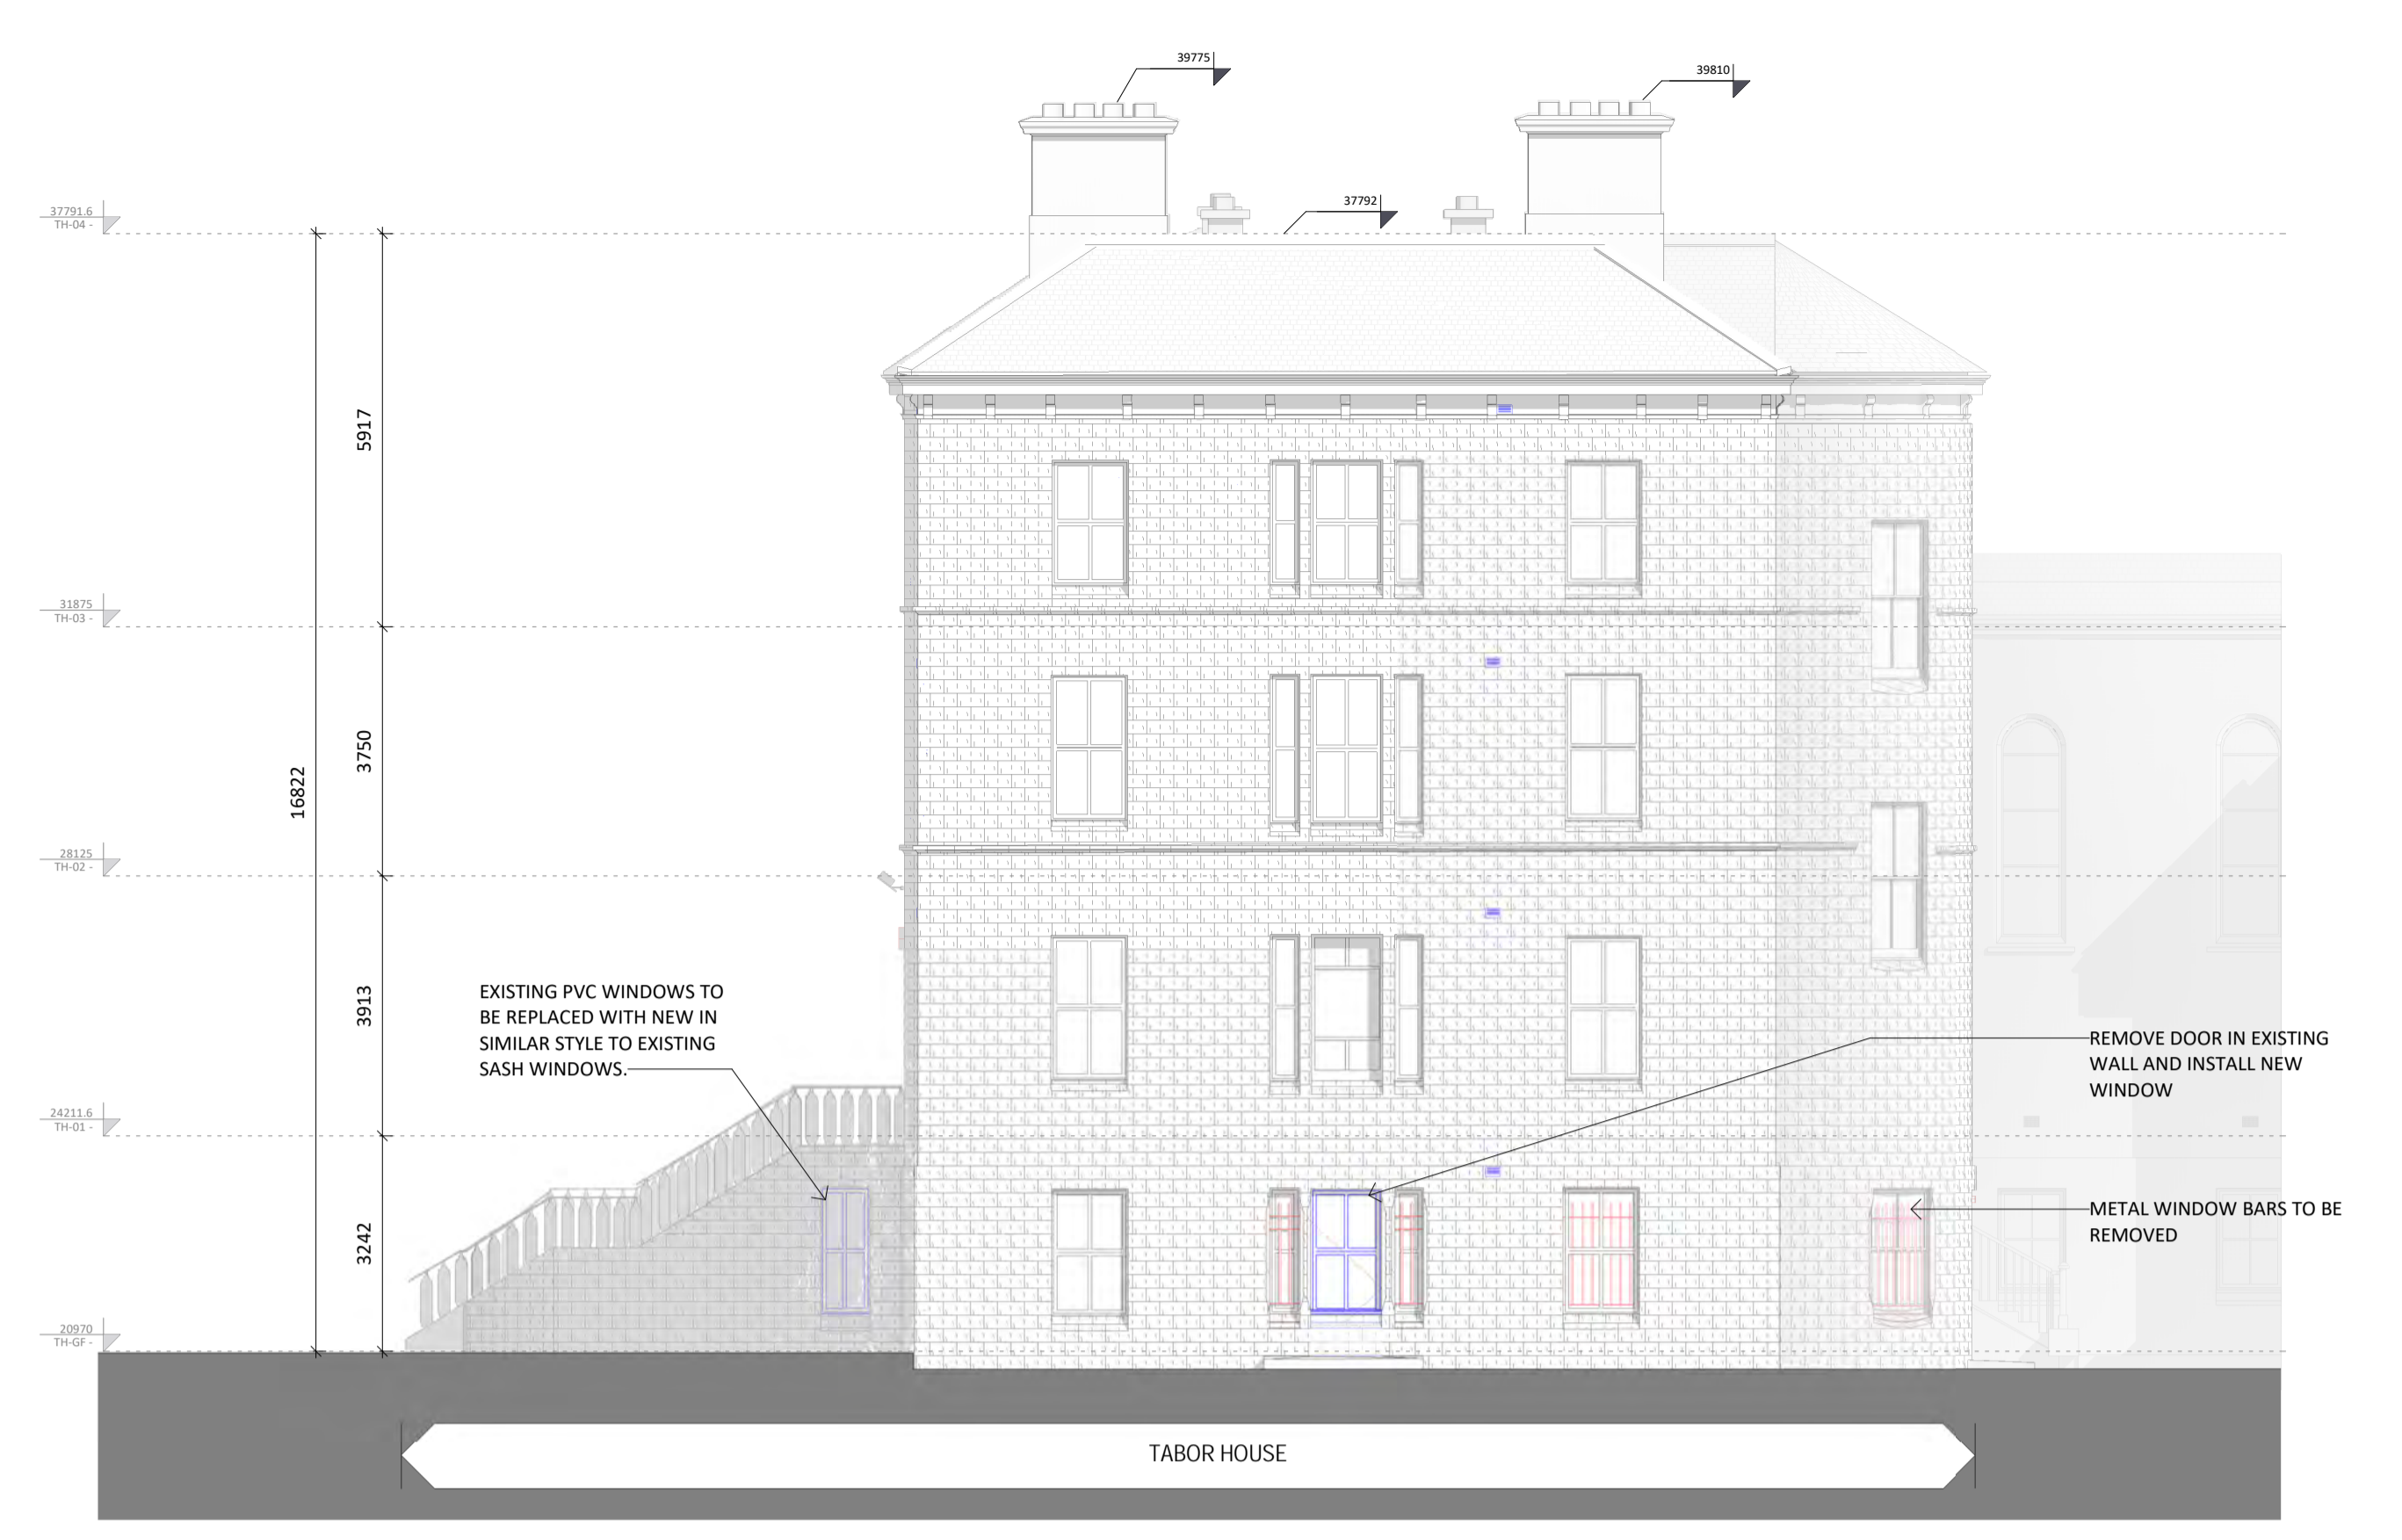 39775
39810
37792
37791.6
TH-04 -
5917
31875
TH-03 -
3750
16822
28125
TH-02 -
3913
EXISTING PVC WINDOWS TO
BE REPLACED WITH NEW IN
SIMILAR STYLE TO EXISTING
SASH WINDOWS.
REMOVE DOOR IN EXISTING
WALL AND INSTALL NEW
WINDOW
24211.6
TH-01 -
3242
METAL WINDOW BARS TO BE
REMOVED
20970
TH-GF -
TABOR HOUSE